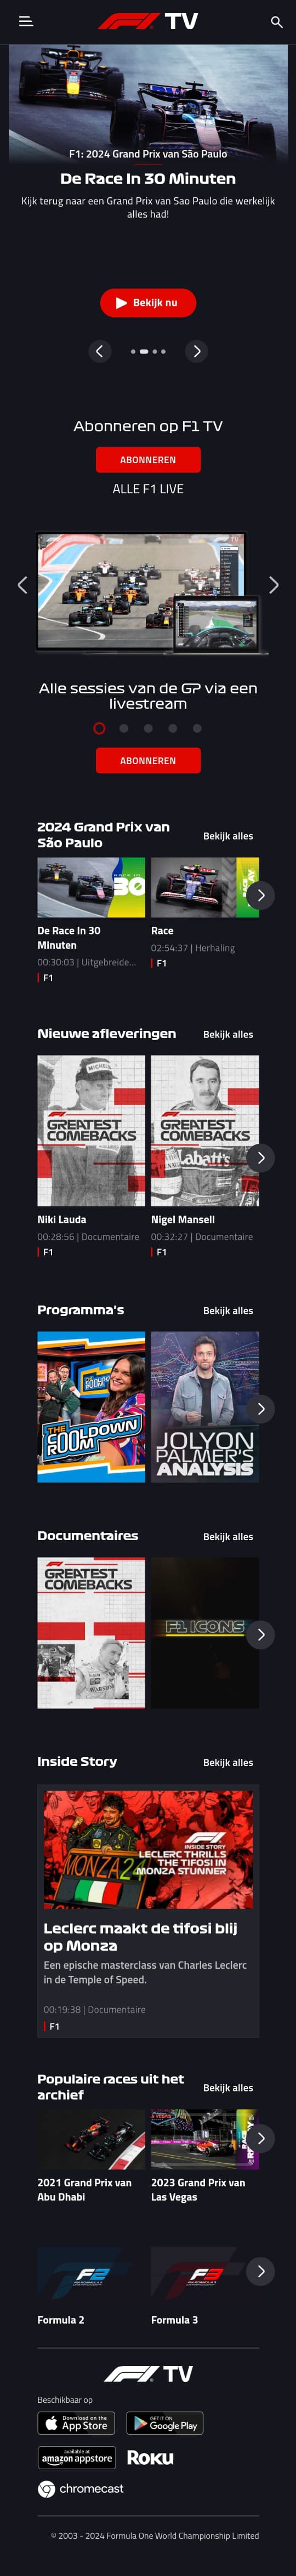 F1 TV
F1: 2024 Grand Prix van São Paulo
De Race In 30 Minuten
Kijk terug naar een Grand Prix van Sao Paulo die werkelijk
alles had!
Bekijk nu
Abonneren op F1 TV
ABONNEREN
ALLE F1 LIVE
Alle sessies van de GP via een
livestream
ABONNEREN
2024 Grand Prix van
São Paulo
Bekijk alles
30
RACE
De Race In 30
Minuten
00:30:03 | Uitgebreide...
F1
Race
02:54:37 | Herhaling
F1
Nieuwe afleveringen
Bekijk alles
MICHELIN
F1
GREATEST
COMEBACKS
F1
GREATEST
COMEBACKS
Labatt's
Niki Lauda
00:28:56 | Documentaire
F1
Nigel Mansell
00:32:27 | Documentaire
F1
Programma's
Bekijk alles
THE
COOLDOWN
ROOM
JOLYON
PALMER'S
ANALYSIS
Documentaires
Bekijk alles
F1
GREATEST
COMEBACKS
F1 ICONS
Inside Story
Bekijk alles
MONZA
F1
INSIDE STORY
LECLERC THRILLS
THE TIFOSI IN
MONZA STUNNER
Leclerc maakt de tifosi blij
op Monza
Een epische masterclass van Charles Leclerc
in de Temple of Speed.
00:19:38 | Documentaire
F1
Populaire races uit het
archief
Bekijk alles
RACE
2021 Grand Prix van
Abu Dhabi
2023 Grand Prix van
Las Vegas
F2
F3
Formula 2
Formula 3
F1 TV
Beschikbaar op
Download on the
App Store
GET IT ON
Google Play
available at
amazon appstore
Roku
chromecast
© 2003 - 2024 Formula One World Championship Limited